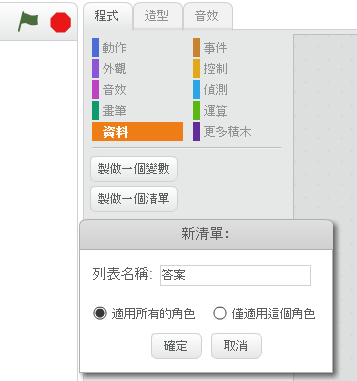 程式 造型 音效
動作 事件
外觀 控制
音效 偵測
畫筆 運算
資料 更多積木
製做一個變數
製做一個清單
新清單:
列表名稱: 答案
適用所有的角色 僅適用這個角色
確定 取消